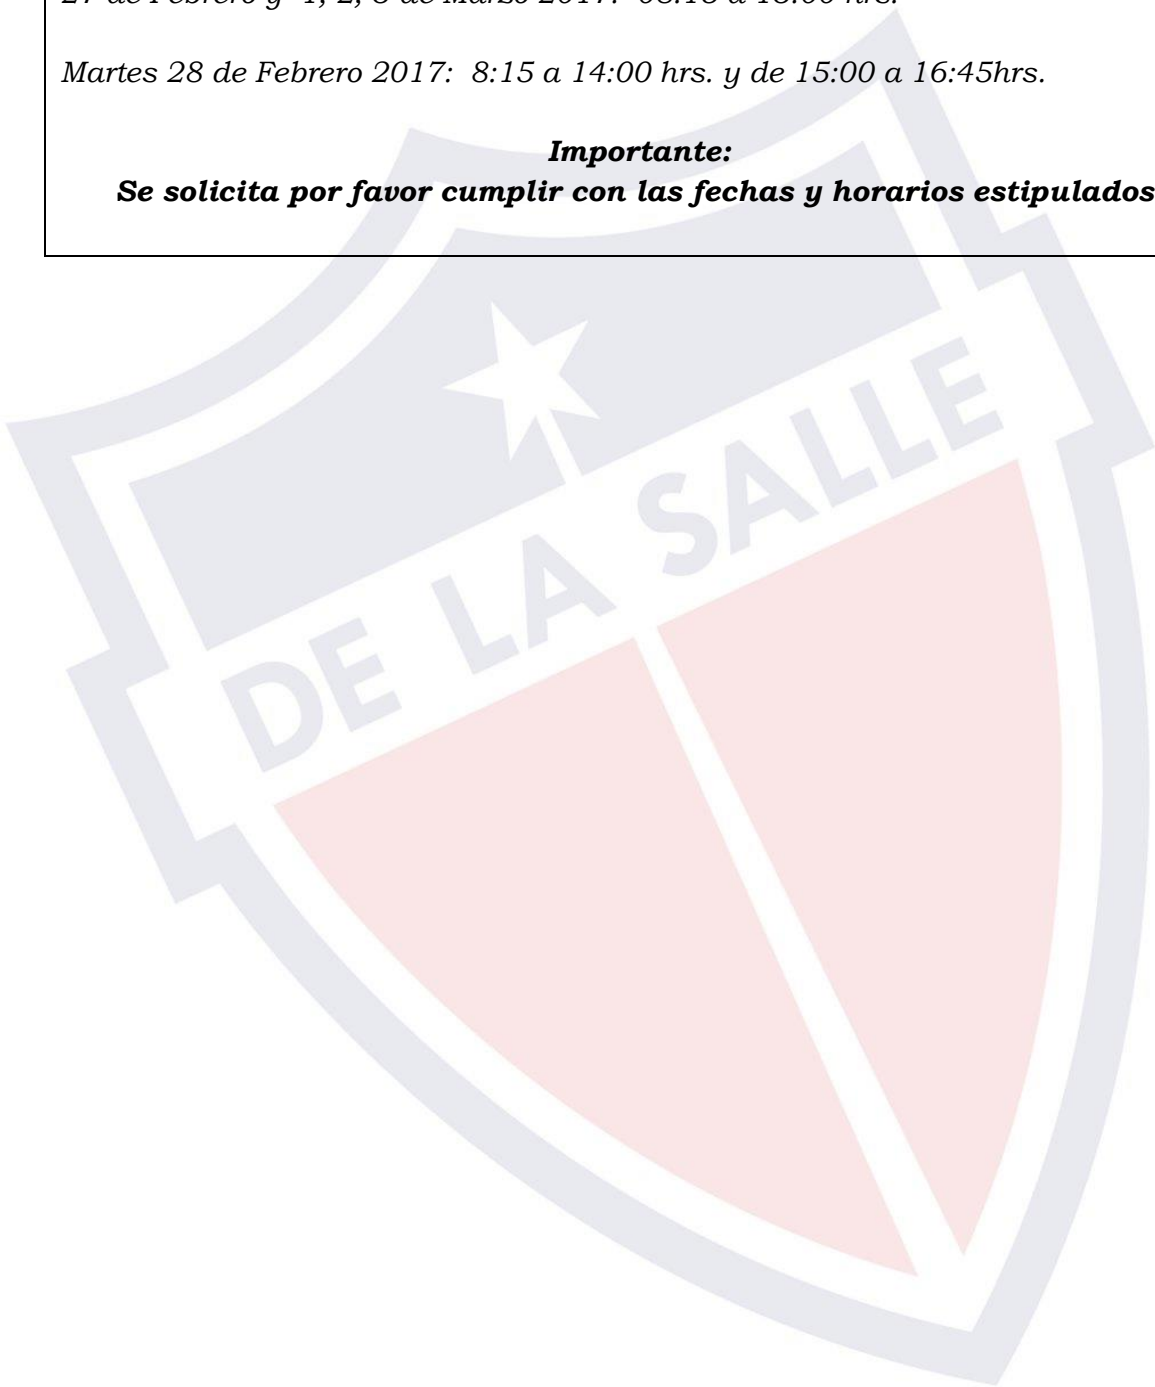 27 de Febrero y 1, 2, de Marzo 2017: a hrs.
Martes 28 de Febrero 2017: 8:15 a 14:00 hrs. y de 15:00 a 16:45hrs.
Importante:
Se solicita por favor cumplir con las fechas y horarios estipulados
DE LA SALLE